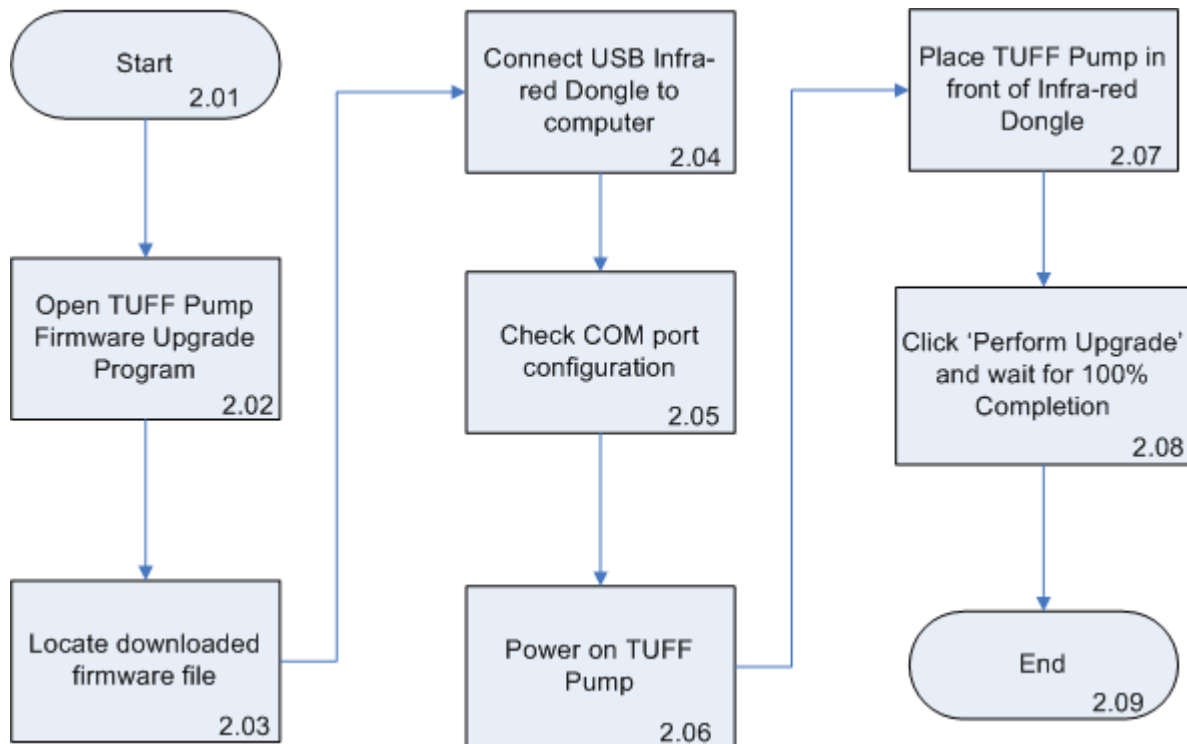 Start
2.01
Open TUFF Pump
Firmware Upgrade
Program
2.02
Locate downloaded
firmware file
2.03
Connect USB Infra-
red Dongle to
computer
2.04
Check COM port
configuration
2.05
Power on TUFF
Pump
2.06
Place TUFF Pump in
front of Infra-red
Dongle
2.07
Click ‘Perform Upgrade’
and wait for 100%
Completion
2.08
End
2.09